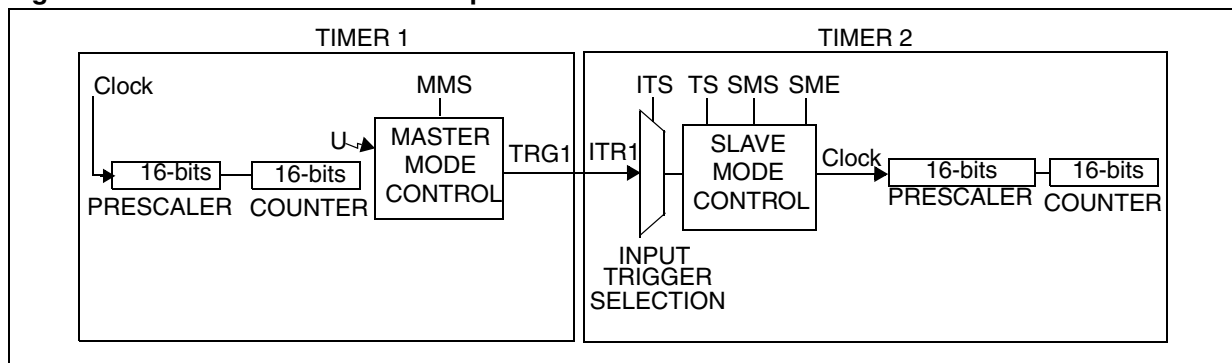 TIMER 1
TIMER 2
Clock
MMS
ITS TS SMS SME
U
MASTER
MODE
CONTROL
TRG1
ITR1
SLAVE
MODE
CONTROL
Clock
16-bits
16-bits
16-bits
16-bits
PRESCALER
COUNTER
PRESCALER
COUNTER
INPUT
TRIGGER
SELECTION